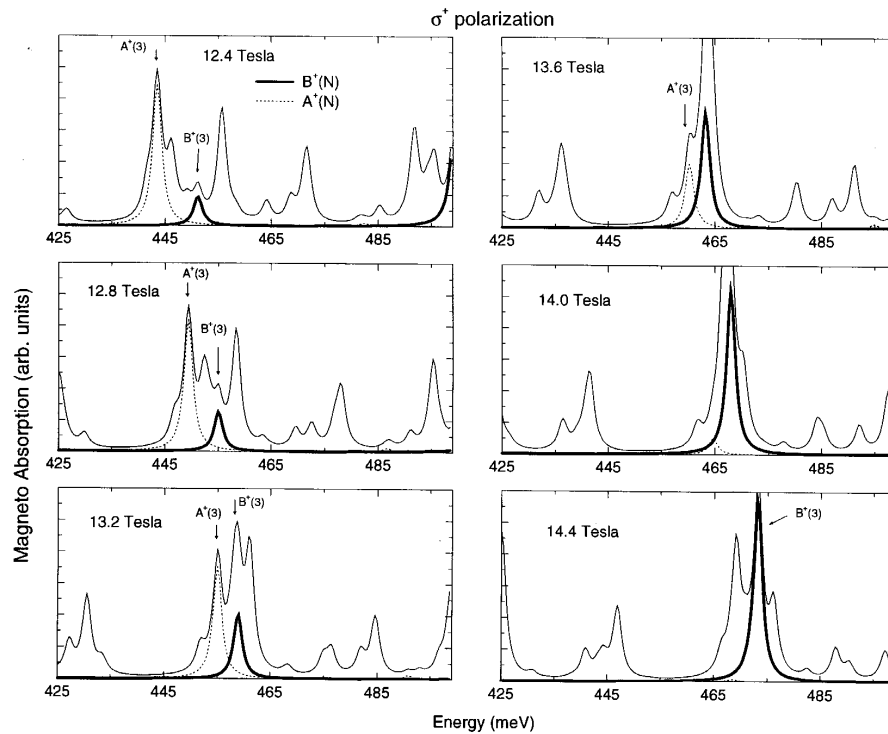 σ⁺ polarization
A⁺(3)
12.4 Tesla
B⁺(N)
A⁺(N)
B⁺(3)
425 445 465 485
A⁺(3)
12.8 Tesla
B⁺(3)
425 445 465 485
A⁺(3)
B⁺(3)
13.2 Tesla
425 445 465 485
13.6 Tesla
A⁺(3)
425 445 465 485
14.0 Tesla
425 445 465 485
14.4 Tesla
B⁺(3)
425 445 465 485
Magneto Absorption (arb. units)
Energy (meV)